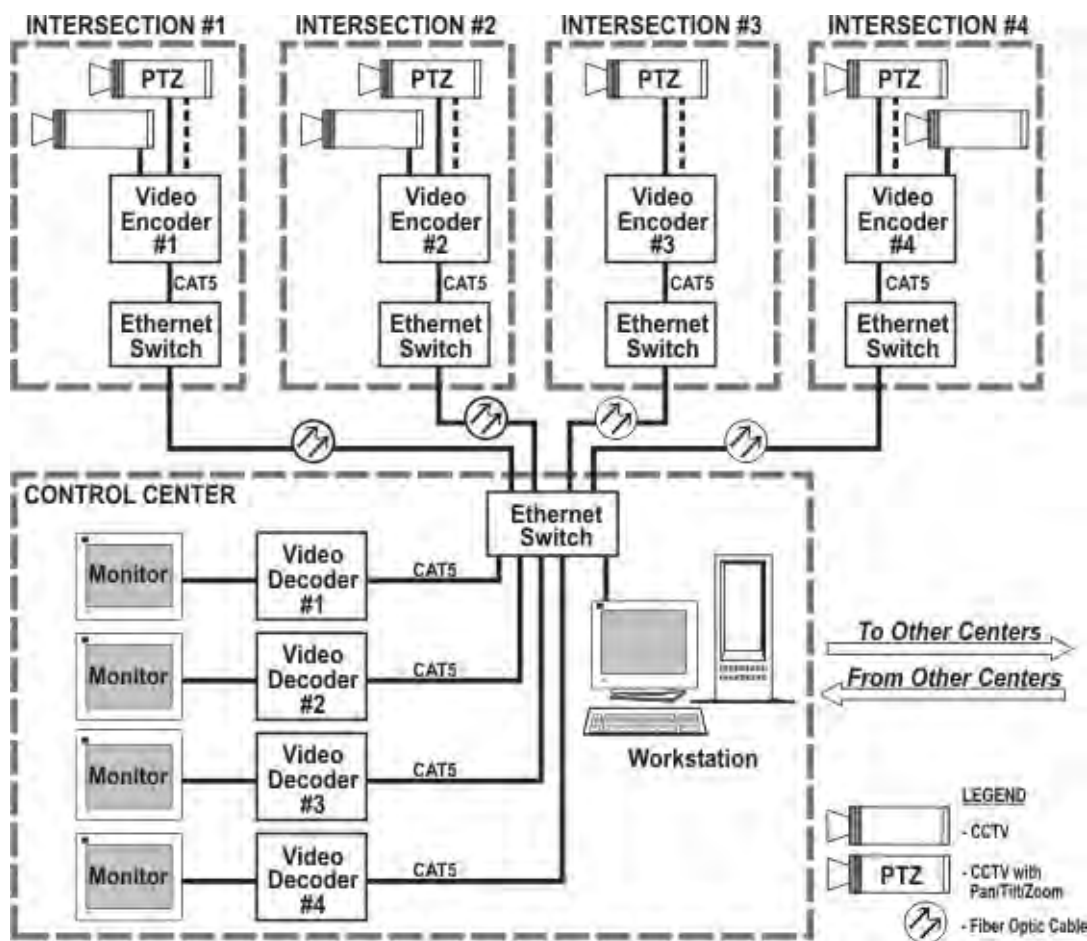 INTERSECTION #1
INTERSECTION #2
INTERSECTION #3
INTERSECTION #4
PTZ
PTZ
PTZ
PTZ
Video
Encoder
#1
Video
Encoder
#2
Video
Encoder
#3
Video
Encoder
#4
CAT5
CAT5
CAT5
CAT5
Ethernet
Switch
Ethernet
Switch
Ethernet
Switch
Ethernet
Switch
CONTROL CENTER
Ethernet
Switch
Monitor
Video
Decoder
#1
CAT5
Monitor
Video
Decoder
#2
CAT5
Monitor
Video
Decoder
#3
CAT5
Monitor
Video
Decoder
#4
CAT5
Workstation
To Other Centers
From Other Centers
LEGEND
- CCTV
PTZ
- CCTV with
Pan/Tilt/Zoom
- Fiber Optic Cable